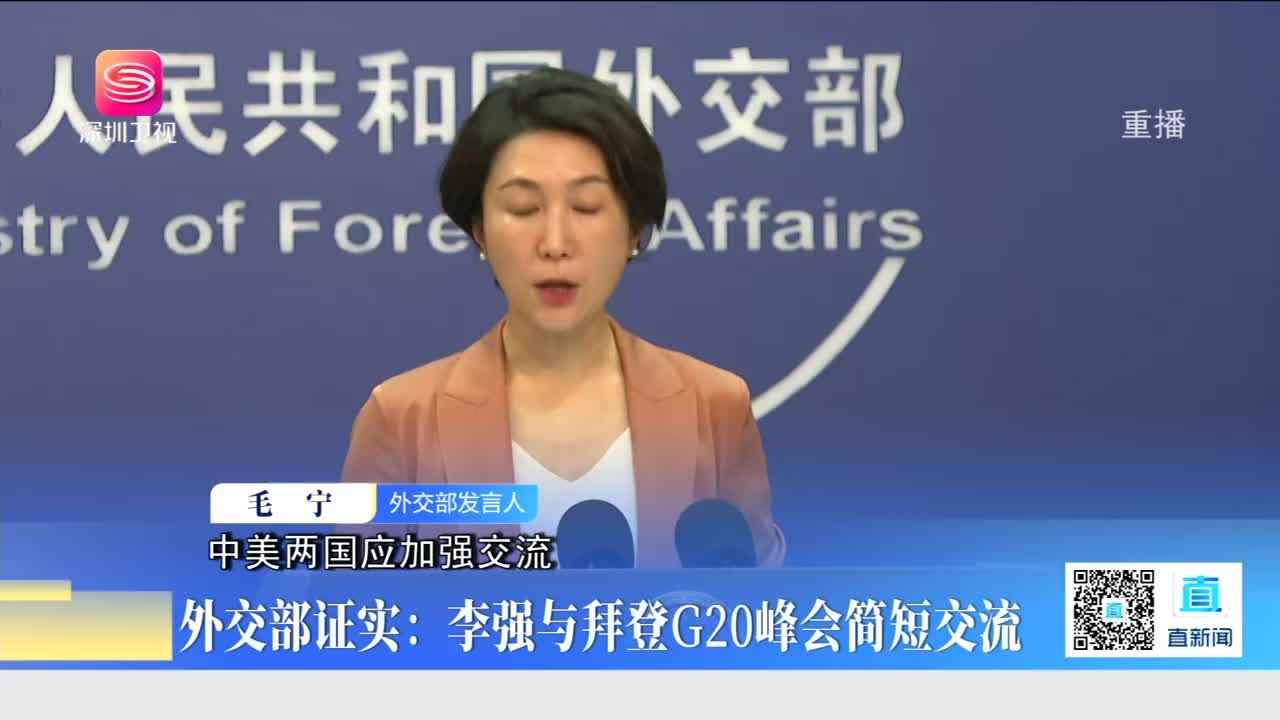 人民共和国外交部
深圳卫视
重播
stry of Fore Affairs
毛 宁
外交部发言人
中美两国应加强交流
外交部证实：李强与拜登G20峰会简短交流
直
直新闻